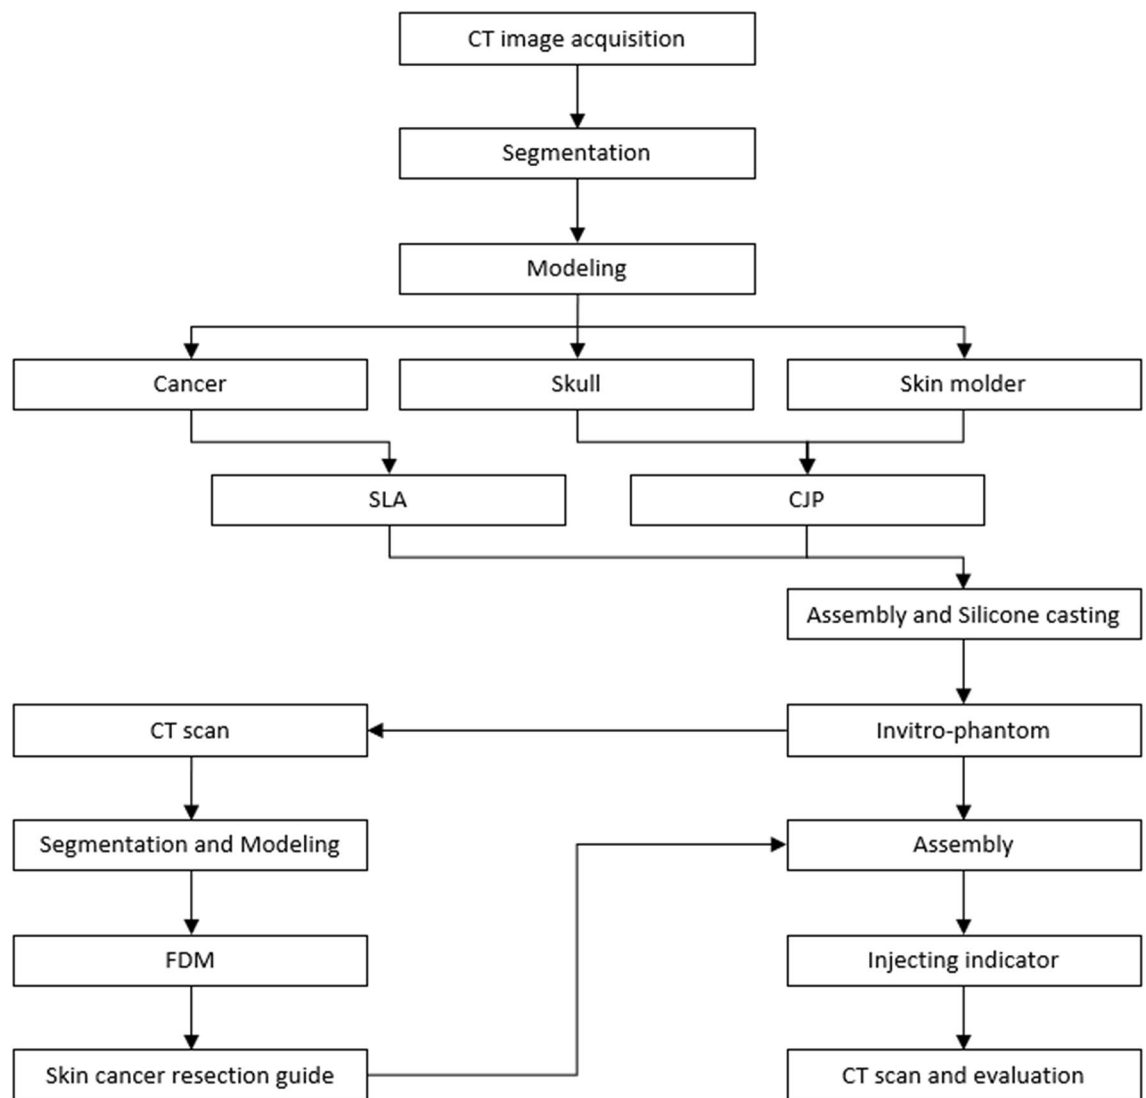 CT image acquisition
Segmentation
Modeling
Cancer
Skull
Skin molder
SLA
CJP
Assembly and Silicone casting
CT scan
Invitro-phantom
Segmentation and Modeling
Assembly
FDM
Injecting indicator
Skin cancer resection guide
CT scan and evaluation